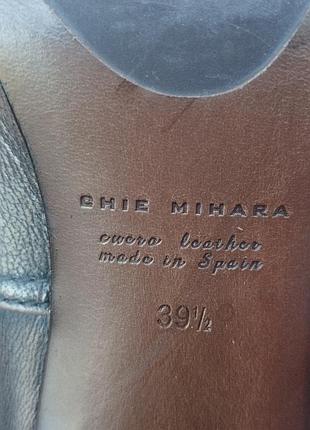 CHIE MIHARA
cuero leather
made in Spain
39½